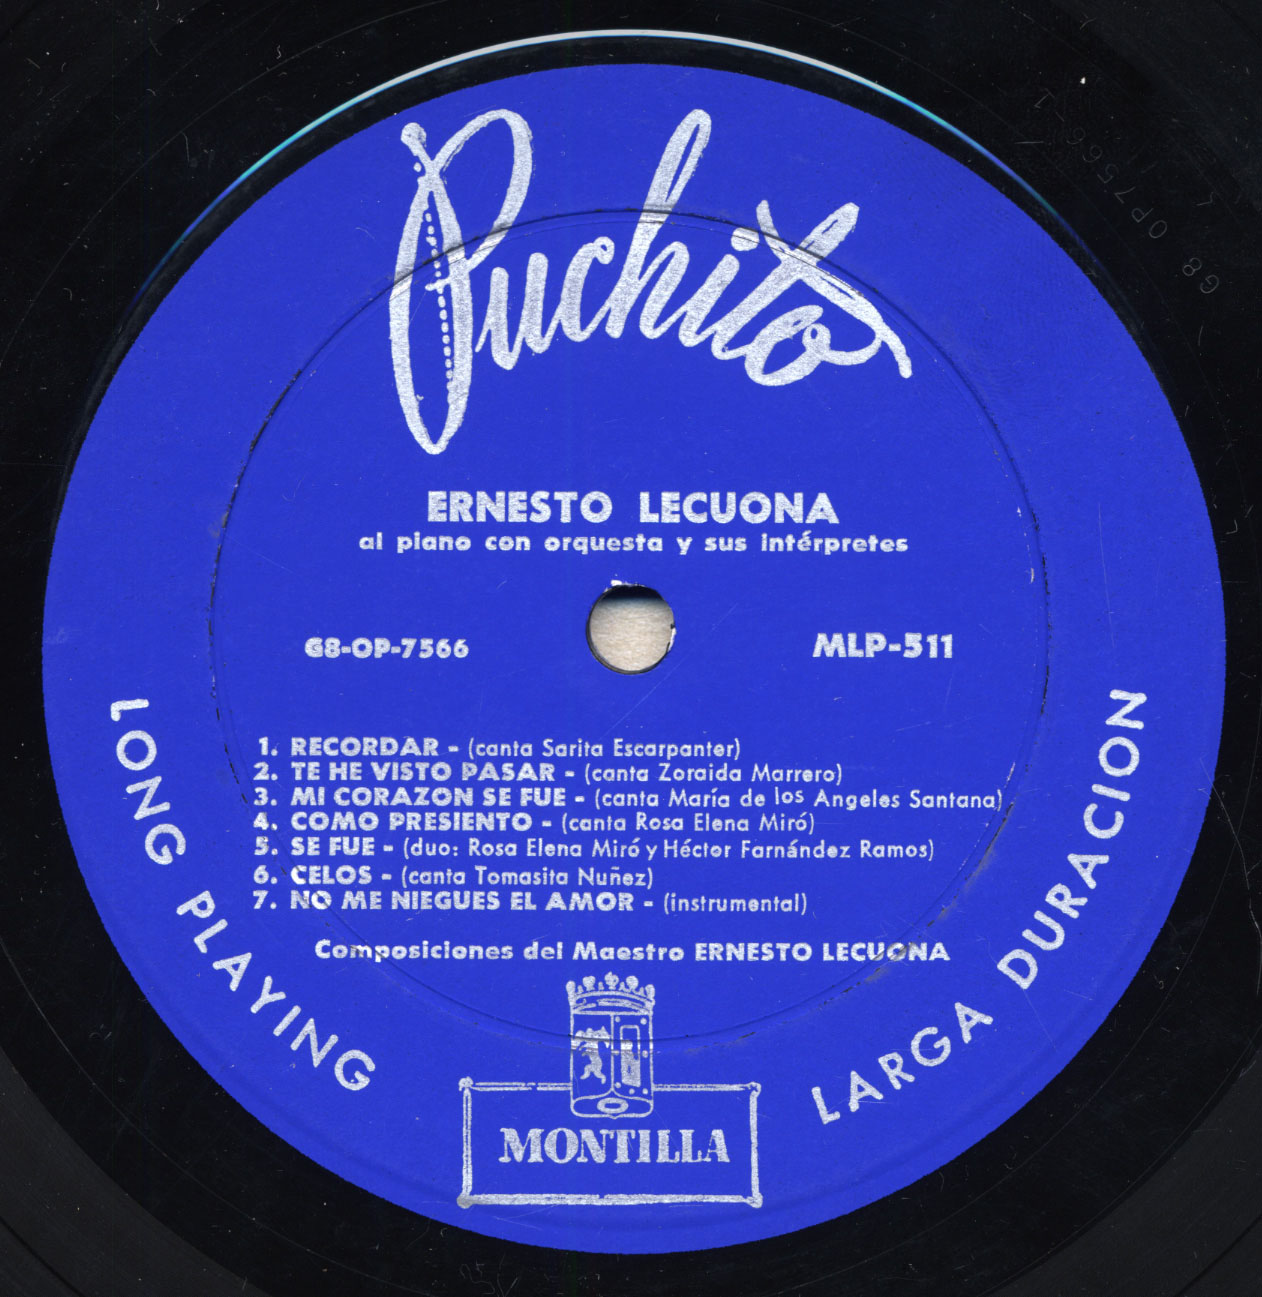 Puchito
ERNESTO LECUONA
al piano con orquesta y sus intérpretes
G8-OP-7566
MLP-511
1. RECORDAR - (canta Sarita Escarpanter)
2. TE HE VISTO PASAR - (canta Zoraida Marrero)
3. MI CORAZON SE FUE - (canta María de los Angeles Santana)
4. COMO PRESIENTO - (canta Rosa Elena Miró)
5. SE FUE - (duo: Rosa Elena Miró y Héctor Farnández Ramos)
6. CELOS - (canta Tomasita Nuñez)
7. NO ME NIEGUES EL AMOR - (instrumental)
Composiciones del Maestro ERNESTO LECUONA
LONG PLAYING
LARGA DURACION
MONTILLA
G8 OP7566-1